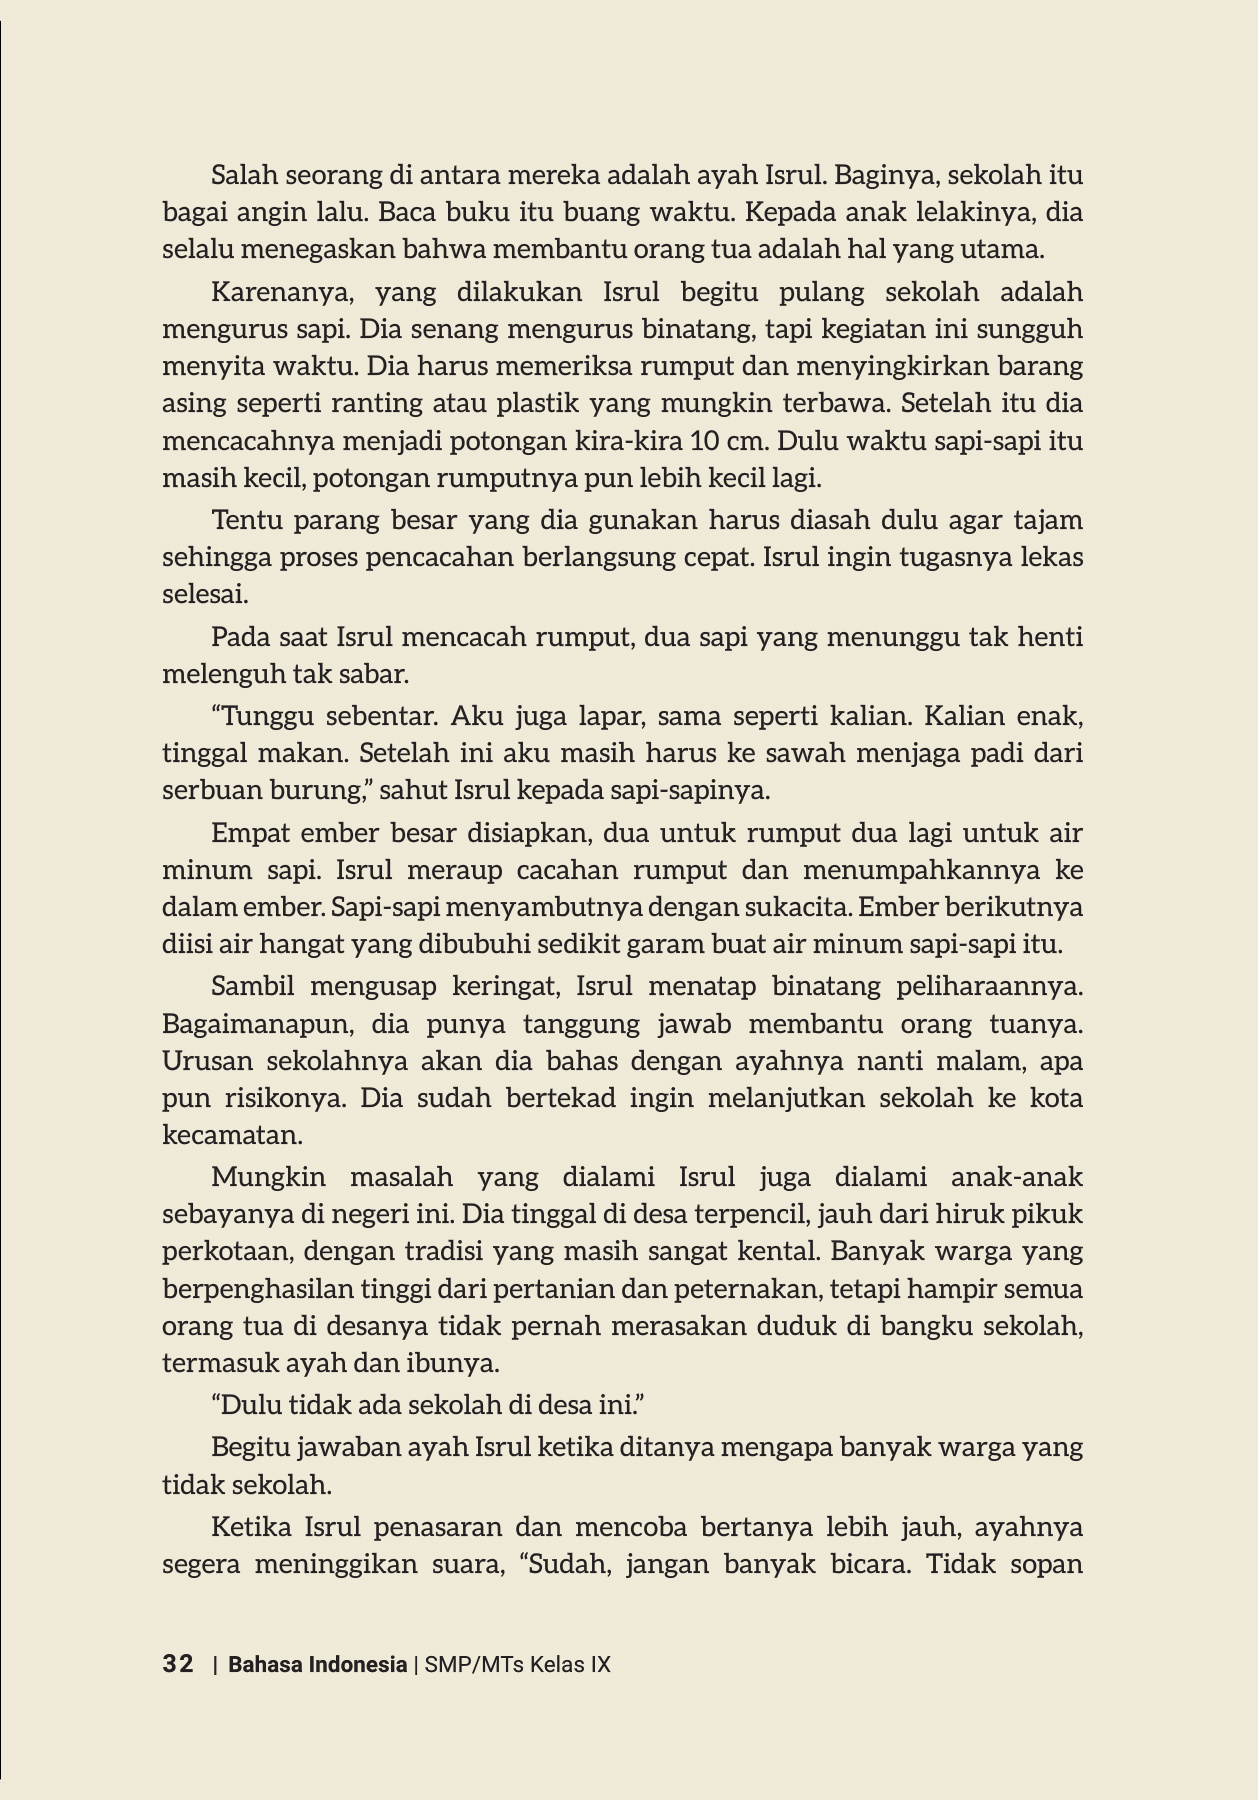 Salah seorang di antara mereka adalah ayah Isrul. Baginya, sekolah itu
bagai angin lalu. Baca buku itu buang waktu. Kepada anak lelakinya, dia
selalu menegaskan bahwa membantu orang tua adalah hal yang utama.
Karenanya, yang dilakukan Isrul begitu pulang sekolah adalah
mengurus sapi. Dia senang mengurus binatang, tapi kegiatan ini sungguh
menyita waktu. Dia harus memeriksa rumput dan menyingkirkan barang
asing seperti ranting atau plastik yang mungkin terbawa. Setelah itu dia
mencacahnya menjadi potongan kira-kira 10 cm. Dulu waktu sapi-sapi itu
masih kecil, potongan rumputnya pun lebih kecil lagi.
Tentu parang besar yang dia gunakan harus diasah dulu agar tajam
sehingga proses pencacahan berlangsung cepat. Isrul ingin tugasnya lekas
selesai.
Pada saat Isrul mencacah rumput, dua sapi yang menunggu tak henti
melenguh tak sabar.
“Tunggu sebentar. Aku juga lapar, sama seperti kalian. Kalian enak,
tinggal makan. Setelah ini aku masih harus ke sawah menjaga padi dari
serbuan burung,” sahut Isrul kepada sapi-sapinya.
Empat ember besar disiapkan, dua untuk rumput dua lagi untuk air
minum sapi. Isrul meraup cacahan rumput dan menumpahkannya ke
dalam ember. Sapi-sapi menyambutnya dengan sukacita. Ember berikutnya
diisi air hangat yang dibubuhi sedikit garam buat air minum sapi-sapi itu.
Sambil mengusap keringat, Isrul menatap binatang peliharaannya.
Bagaimanapun, dia punya tanggung jawab membantu orang tuanya.
Urusan sekolahnya akan dia bahas dengan ayahnya nanti malam, apa
pun risikonya. Dia sudah bertekad ingin melanjutkan sekolah ke kota
kecamatan.
Mungkin masalah yang dialami Isrul juga dialami anak-anak
sebayanya di negeri ini. Dia tinggal di desa terpencil, jauh dari hiruk pikuk
perkotaan, dengan tradisi yang masih sangat kental. Banyak warga yang
berpenghasilan tinggi dari pertanian dan peternakan, tetapi hampir semua
orang tua di desanya tidak pernah merasakan duduk di bangku sekolah,
termasuk ayah dan ibunya.
“Dulu tidak ada sekolah di desa ini.”
Begitu jawaban ayah Isrul ketika ditanya mengapa banyak warga yang
tidak sekolah.
Ketika Isrul penasaran dan mencoba bertanya lebih jauh, ayahnya
segera meninggikan suara, “Sudah, jangan banyak bicara. Tidak sopan
32 | Bahasa Indonesia | SMP/MTs Kelas IX